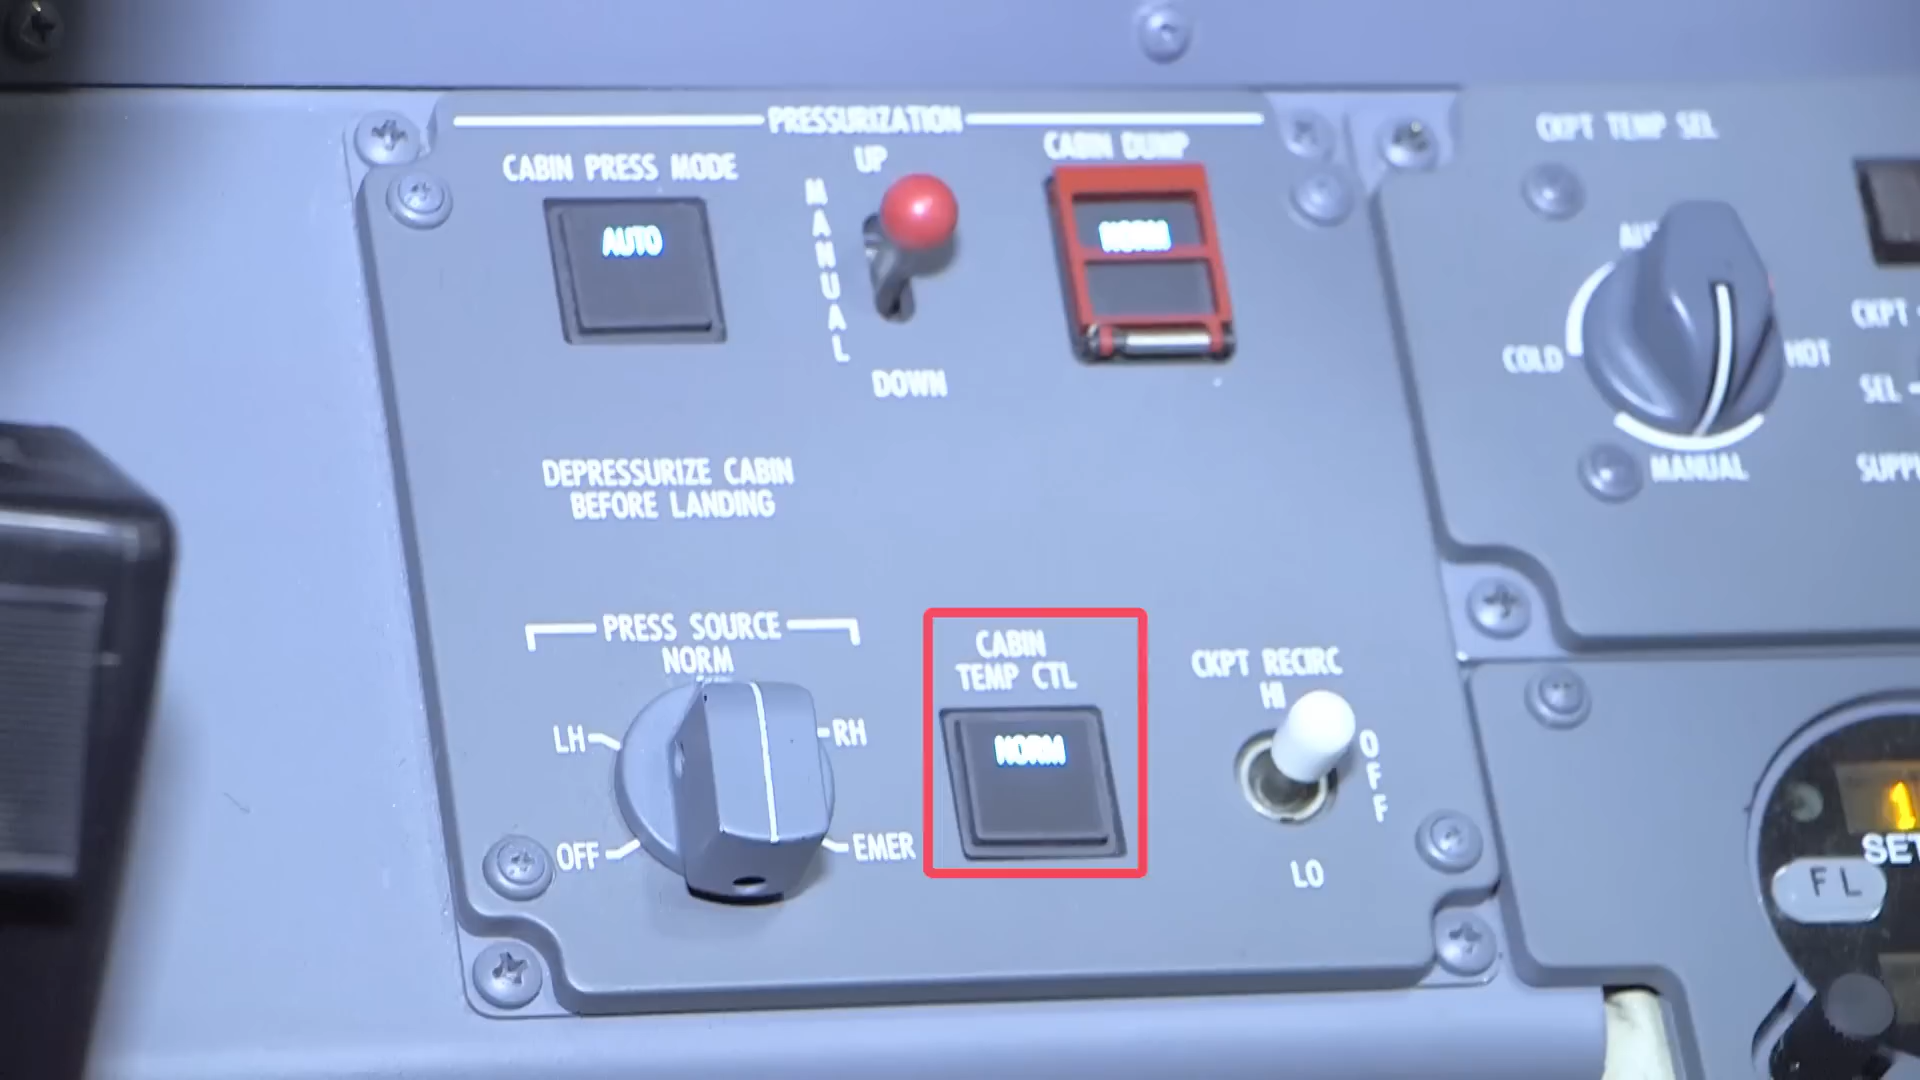 PRESSURIZATION
CABIN PRESS MODE
AUTO
UP
MANUAL
DOWN
CABIN DUMP
NORM
DEPRESSURIZE CABIN
BEFORE LANDING
PRESS SOURCE
NORM
LH
RH
OFF
EMER
CABIN
TEMP CTL
NORM
CKPT RECIRC
HI
OFF
LO
CKPT TEMP SEL
COLD
HOT
MANUAL
CKPT
SEL
FL